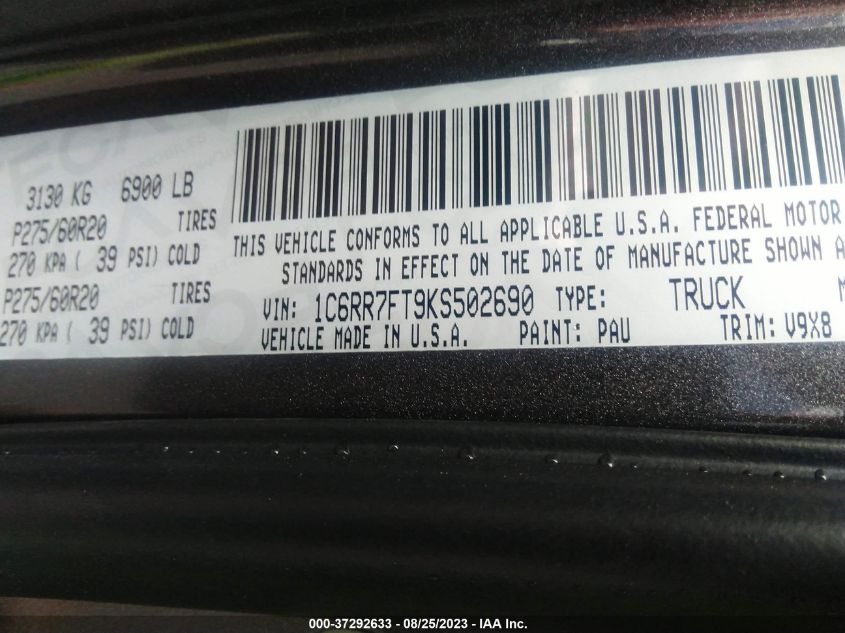 3130 KG 6900 LB
P275/60R20 TIRES
270 KPA ( 39 PSI) COLD
P275/60R20 TIRES
270 KPA ( 39 PSI) COLD
THIS VEHICLE CONFORMS TO ALL APPLICABLE U.S.A. FEDERAL MOTOR
STANDARDS IN EFFECT ON THE DATE OF MANUFACTURE SHOWN A
VIN: 1C6RR7FT9KS502690 TYPE: TRUCK M
VEHICLE MADE IN U.S.A. PAINT: PAU TRIM: V9X8
000-37292633 - 08/25/2023 - IAA Inc.